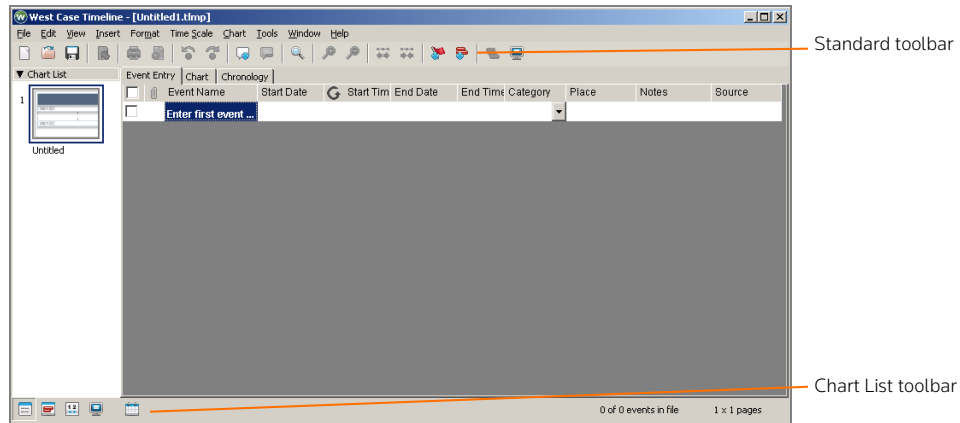 West Case Timeline - [Untitled1.tlmp]
File Edit View Insert Format Time Scale Chart Tools Window Help
Standard toolbar
Chart List
Event Entry Chart Chronology
Event Name Start Date Start Tim End Date End Time Category Place Notes Source
1
Enter first event ...
Untitled
Chart List toolbar
0 of 0 events in file 1 x 1 pages